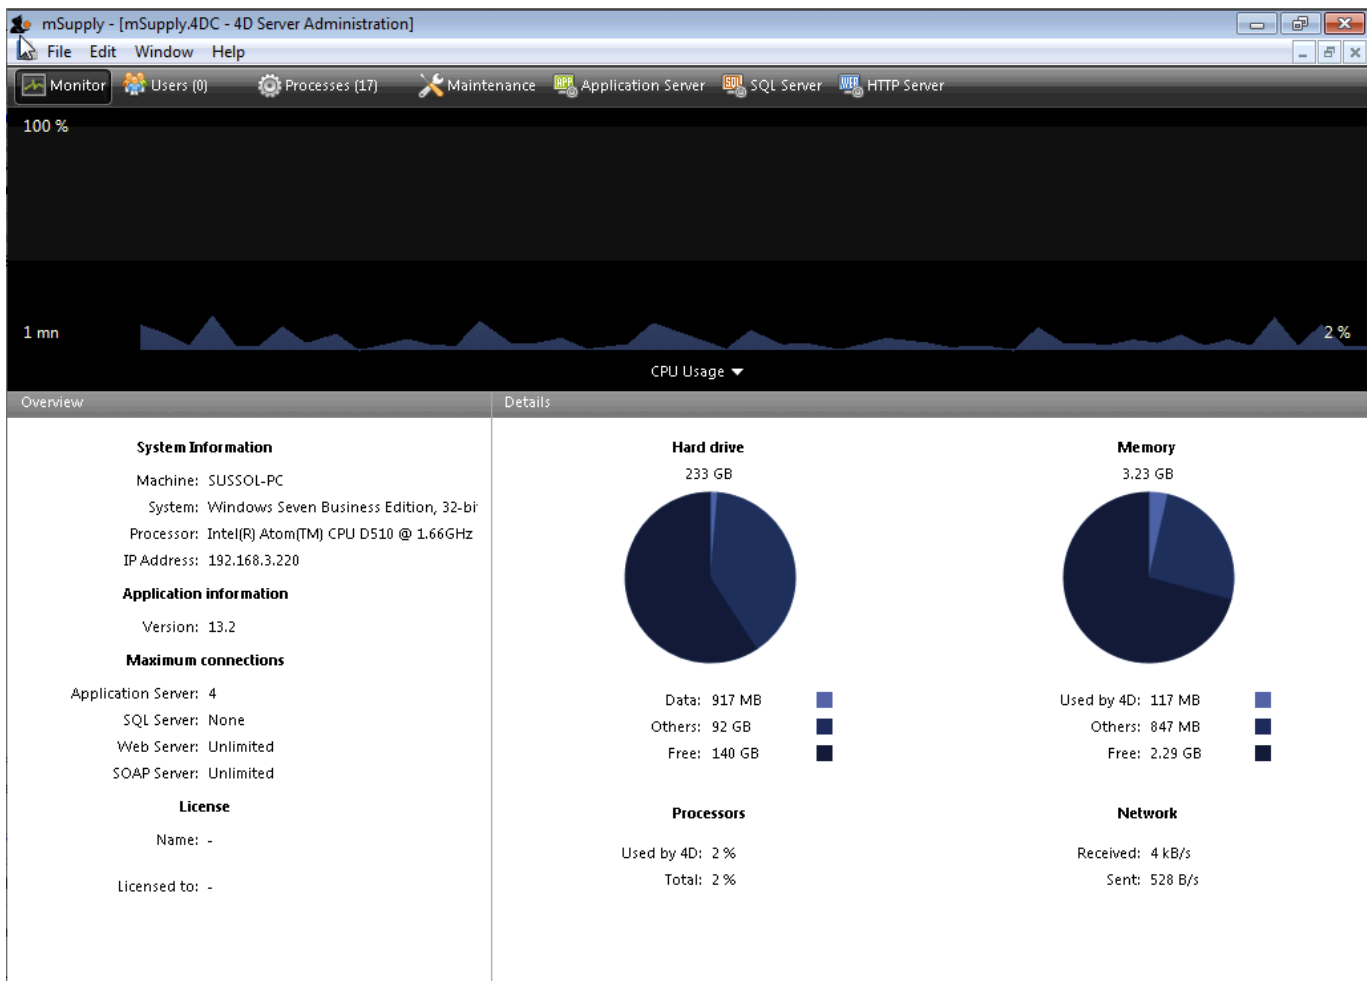 mSupply - [mSupply.4DC - 4D Server Administration]
File Edit Window Help
Monitor Users (0) Processes (17) Maintenance APP Application Server SQL SQL Server WEB HTTP Server
100 %
1 mn 2 %
CPU Usage
Overview Details
System Information
Machine: SUSSOL-PC
System: Windows Seven Business Edition, 32-bi
Processor: Intel(R) Atom(TM) CPU D510 @ 1.66GHz
IP Address: 192.168.3.220
Application information
Version: 13.2
Maximum connections
Application Server: 4
SQL Server: None
Web Server: Unlimited
SOAP Server: Unlimited
License
Name: -
Licensed to: -
Hard drive
233 GB
Data: 917 MB
Others: 92 GB
Free: 140 GB
Processors
Used by 4D: 2 %
Total: 2 %
Memory
3.23 GB
Used by 4D: 117 MB
Others: 847 MB
Free: 2.29 GB
Network
Received: 4 kB/s
Sent: 528 B/s